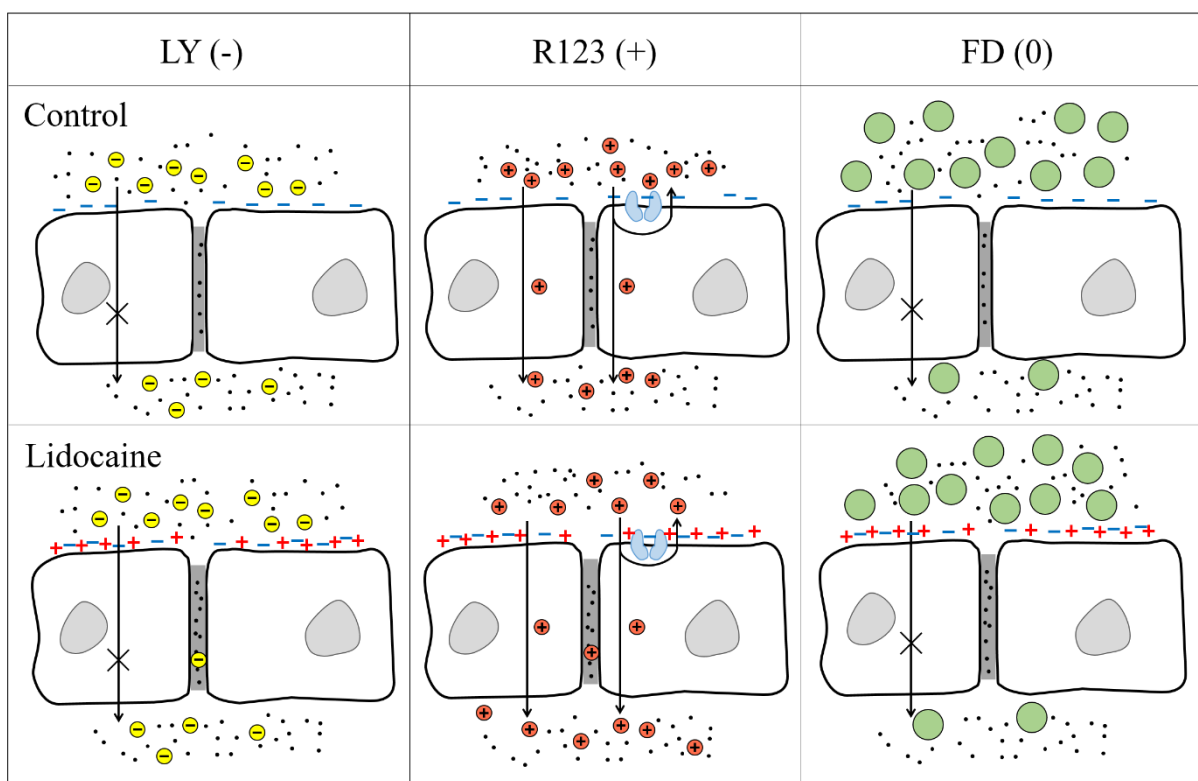 LY (-) R123 (+) FD (0)
Control
Lidocaine